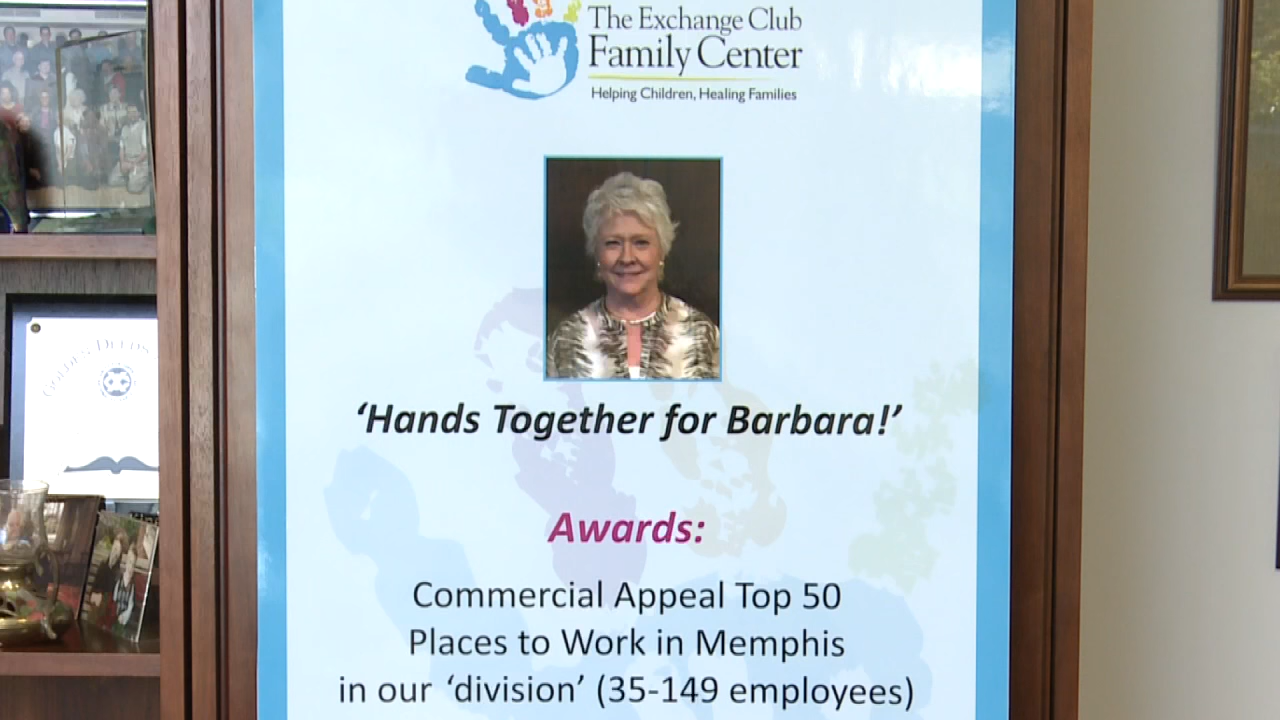 The Exchange Club
Family Center
Helping Children, Healing Families
‘Hands Together for Barbara!’
Awards:
Commercial Appeal Top 50
Places to Work in Memphis
in our ‘division’ (35-149 employees)